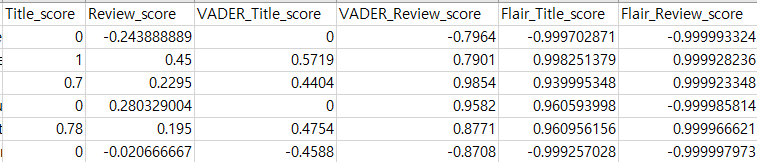 Title_score Review_score VADER_Title_score VADER_Review_score Flair_Title_score Flair_Review_score
0 -0.243888889 0 -0.7964 -0.999702871 -0.999993324
1 0.45 0.5719 0.7901 0.998251379 0.999928236
0.7 0.2295 0.4404 0.9854 0.939995348 0.999923348
0 0.280329004 0 0.9582 0.960593998 -0.999985814
0.78 0.195 0.4754 0.8771 0.960956156 0.999966621
0 -0.020666667 -0.4588 -0.8708 -0.999257028 -0.999997973